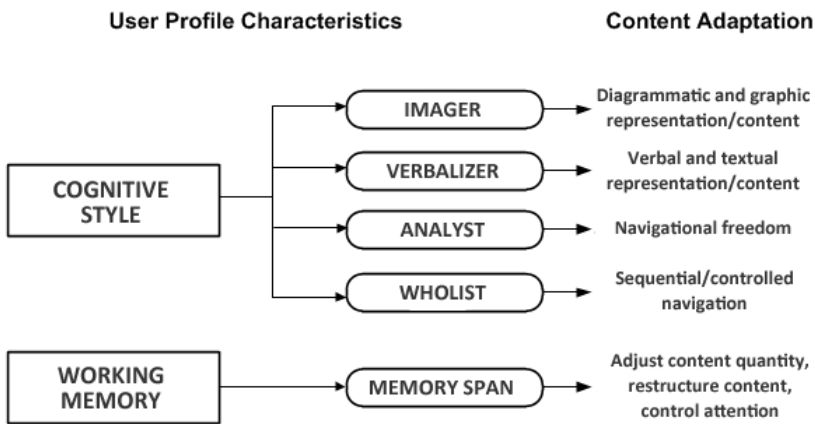 User Profile Characteristics
Content Adaptation
COGNITIVE
STYLE
IMAGER
Diagrammatic and graphic
representation/content
VERBALIZER
Verbal and textual
representation/content
ANALYST
Navigational freedom
WHOLIST
Sequential/controlled
navigation
WORKING
MEMORY
MEMORY SPAN
Adjust content quantity,
restructure content,
control attention